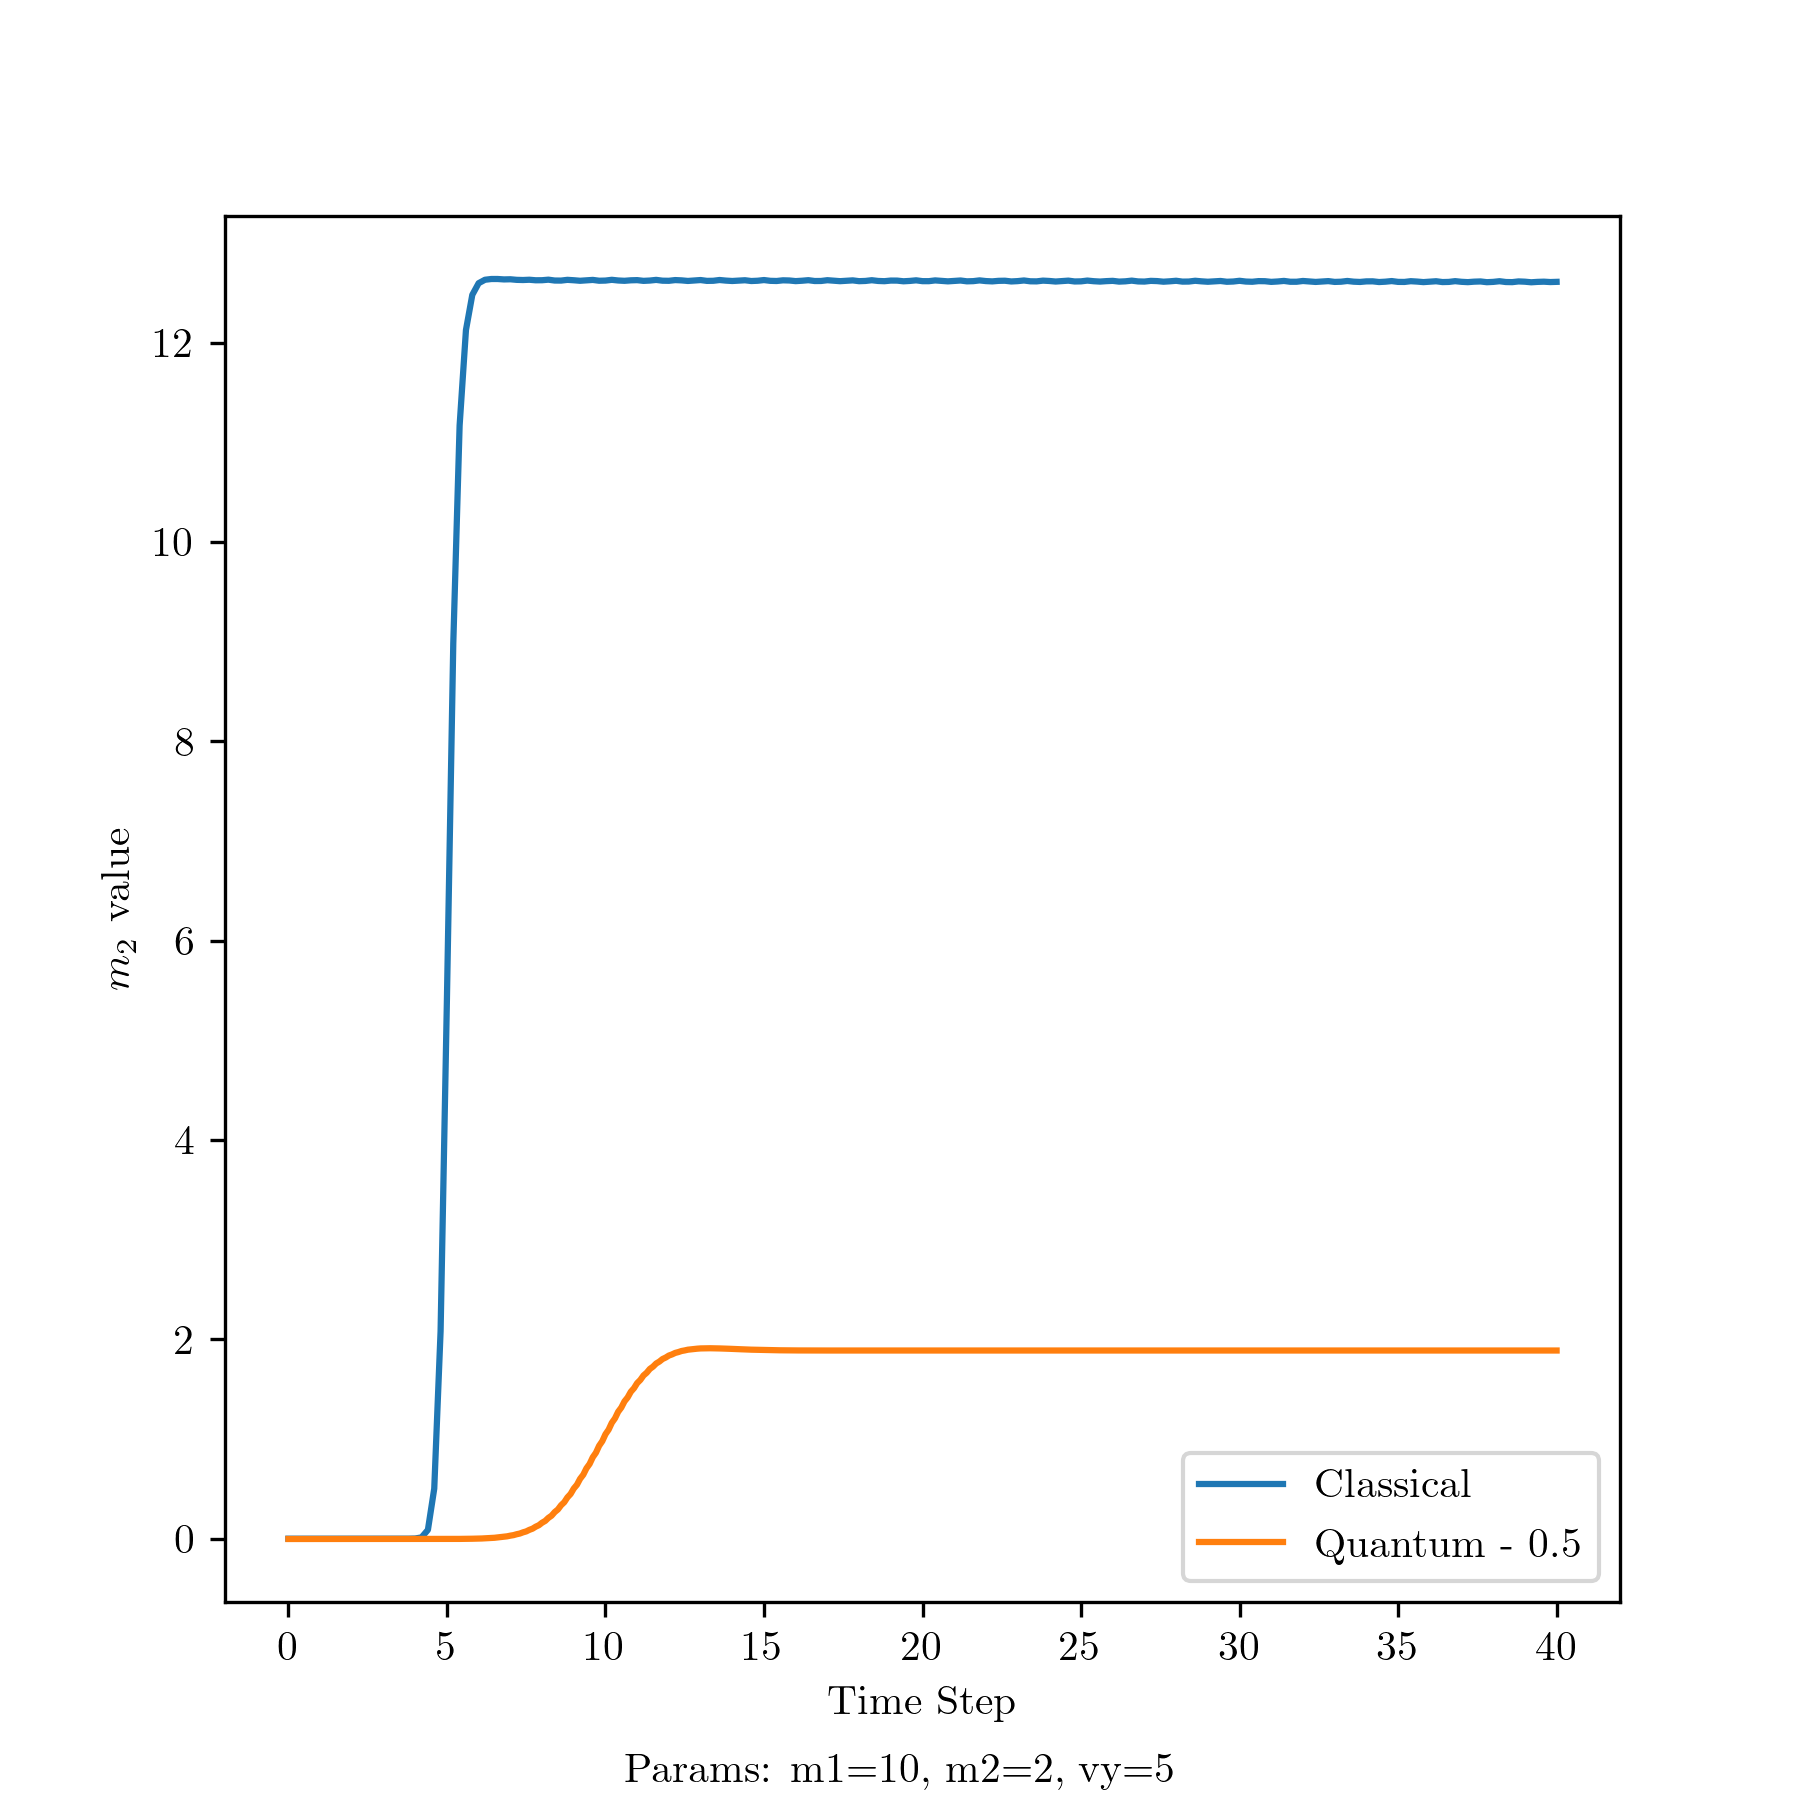 12
10
8
6
4
2
0
m₂ value
0 5 10 15 20 25 30 35 40
Time Step
Classical
Quantum - 0.5
Params: m1=10, m2=2, vy=5